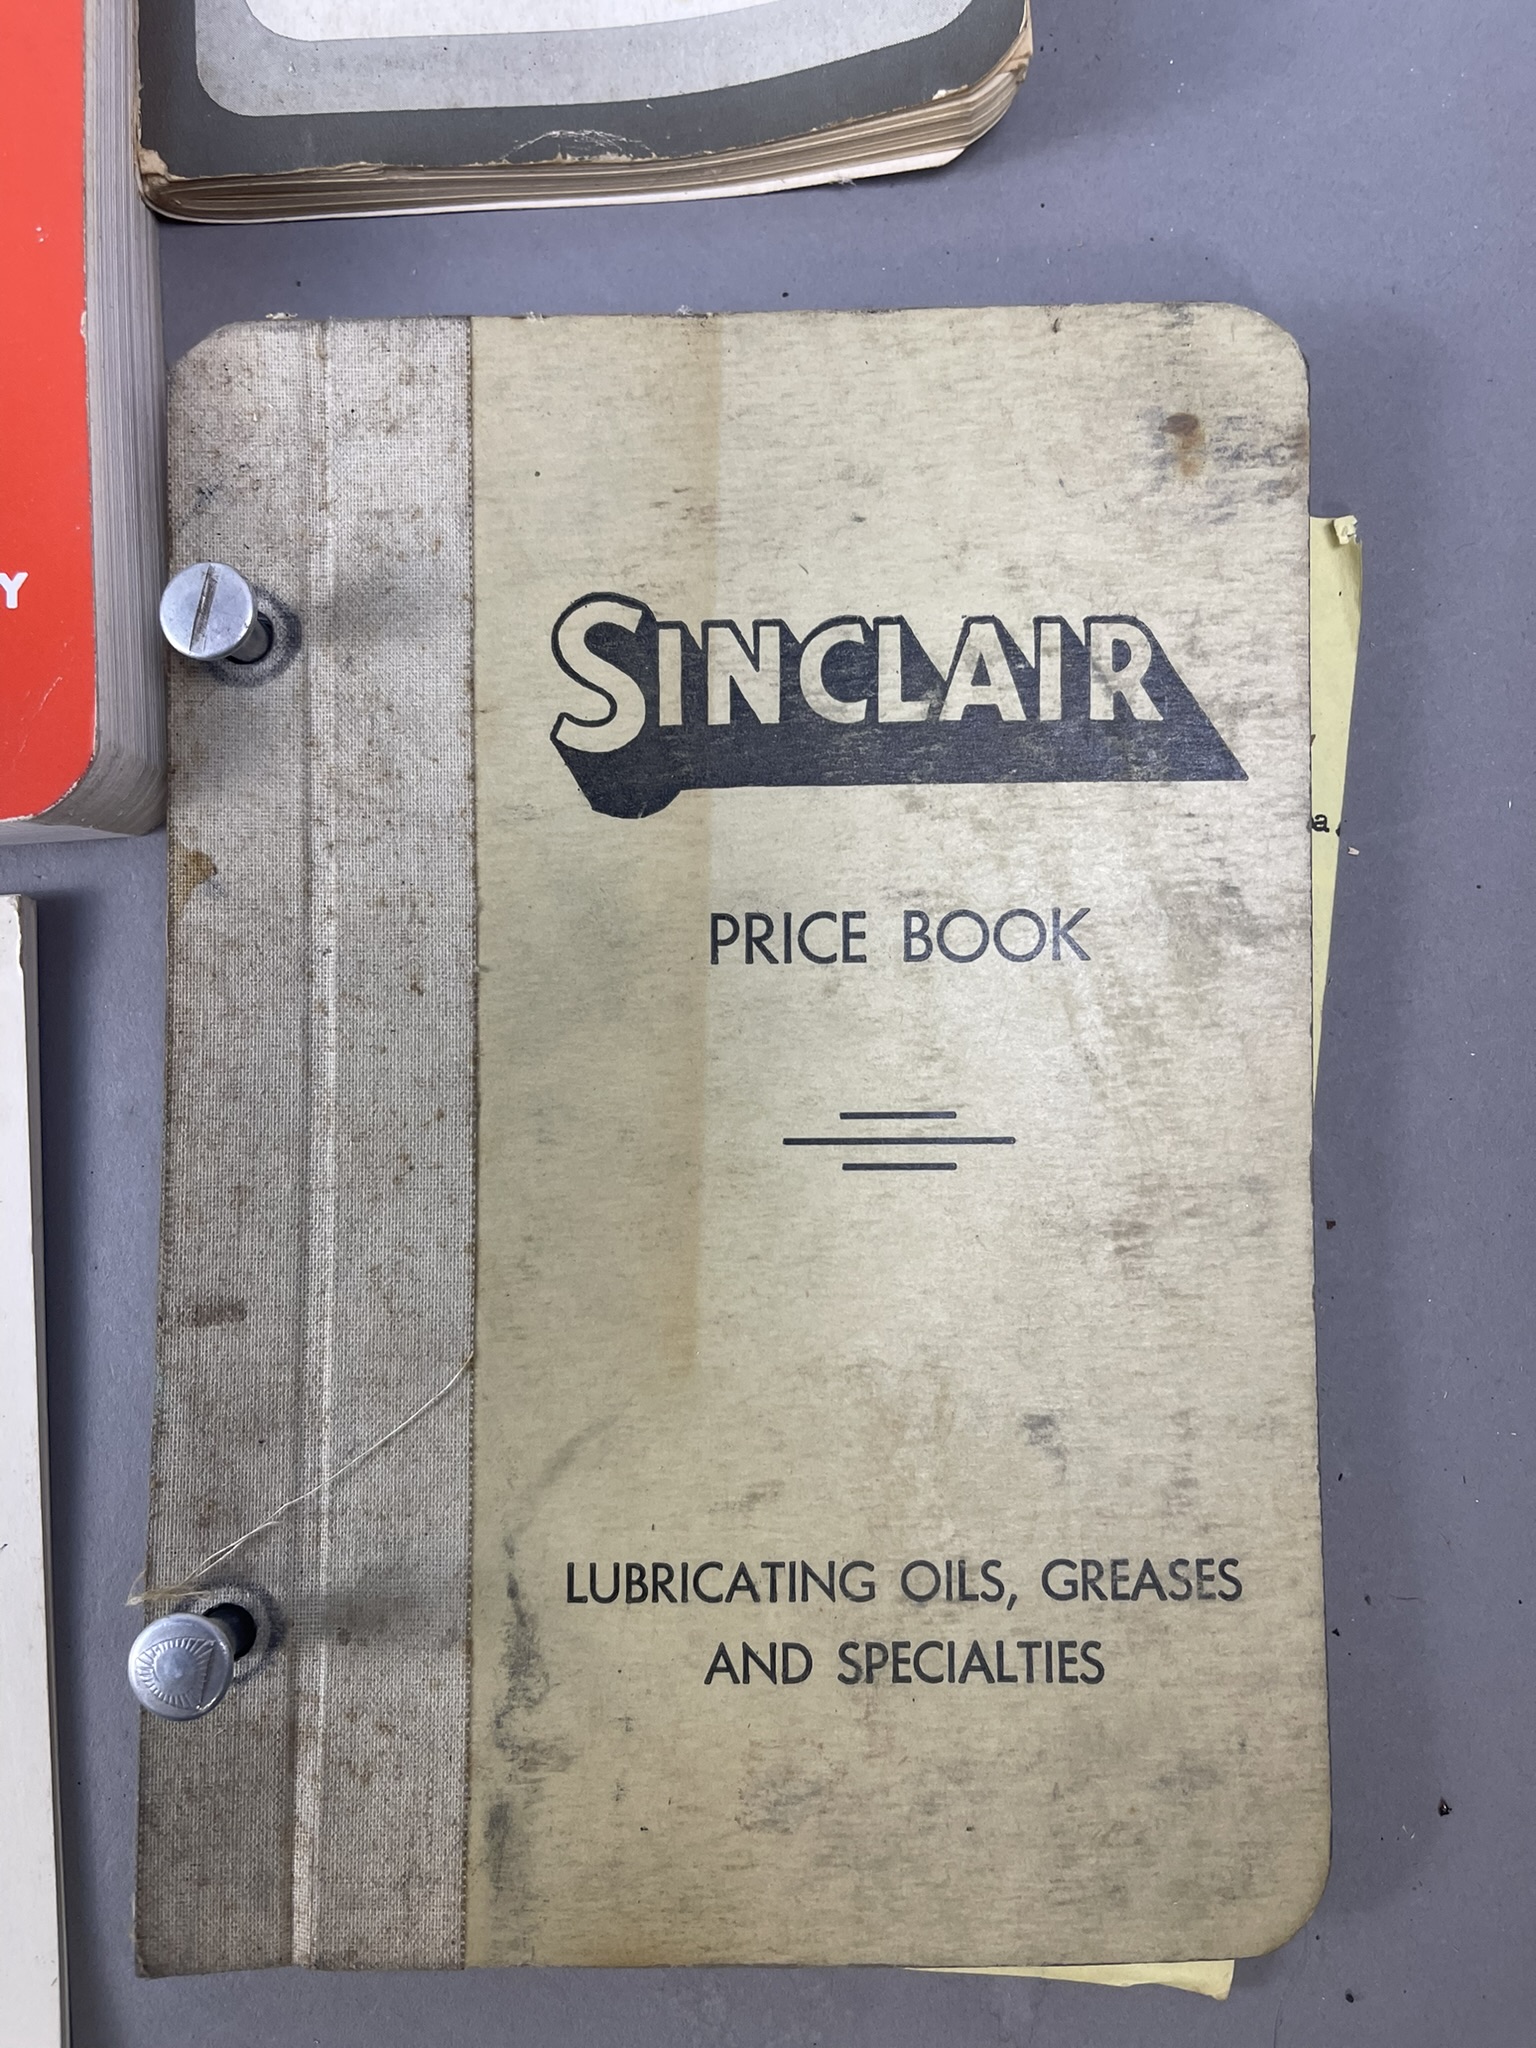 Y
SINCLAIR
a.
PRICE BOOK
LUBRICATING OILS, GREASES
AND SPECIALTIES